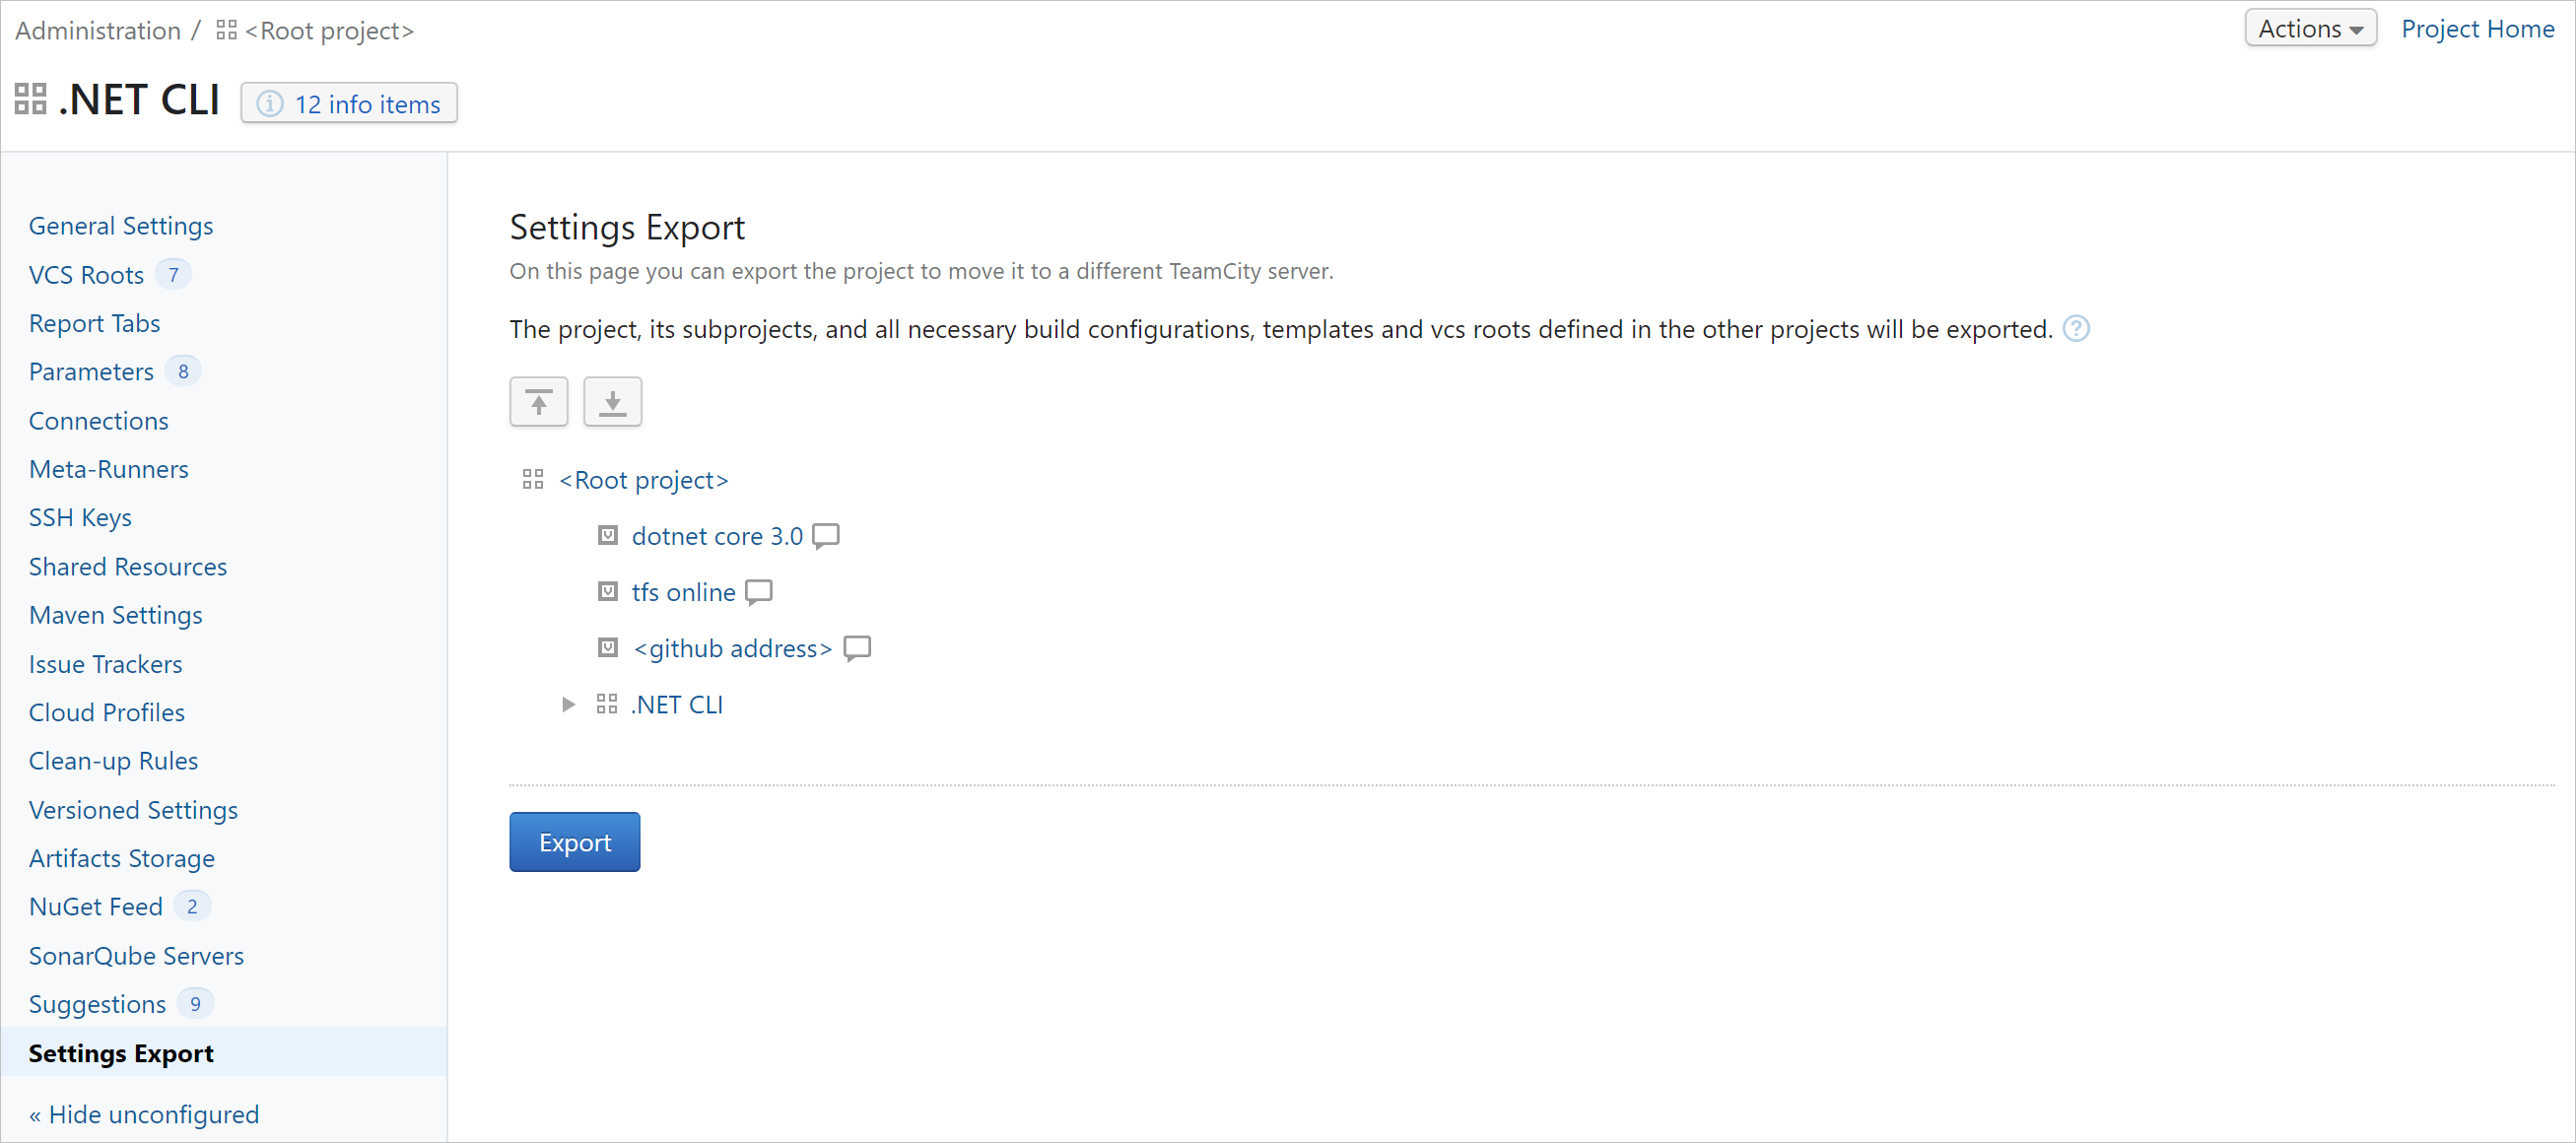 Administration / <Root project>
Actions
Project Home
.NET CLI
12 info items
General Settings
VCS Roots 7
Report Tabs
Parameters 8
Connections
Meta-Runners
SSH Keys
Shared Resources
Maven Settings
Issue Trackers
Cloud Profiles
Clean-up Rules
Versioned Settings
Artifacts Storage
NuGet Feed 2
SonarQube Servers
Suggestions 9
Settings Export
« Hide unconfigured
Settings Export
On this page you can export the project to move it to a different TeamCity server.
The project, its subprojects, and all necessary build configurations, templates and vcs roots defined in the other projects will be exported. ?
<Root project>
dotnet core 3.0
tfs online
<github address>
.NET CLI
Export